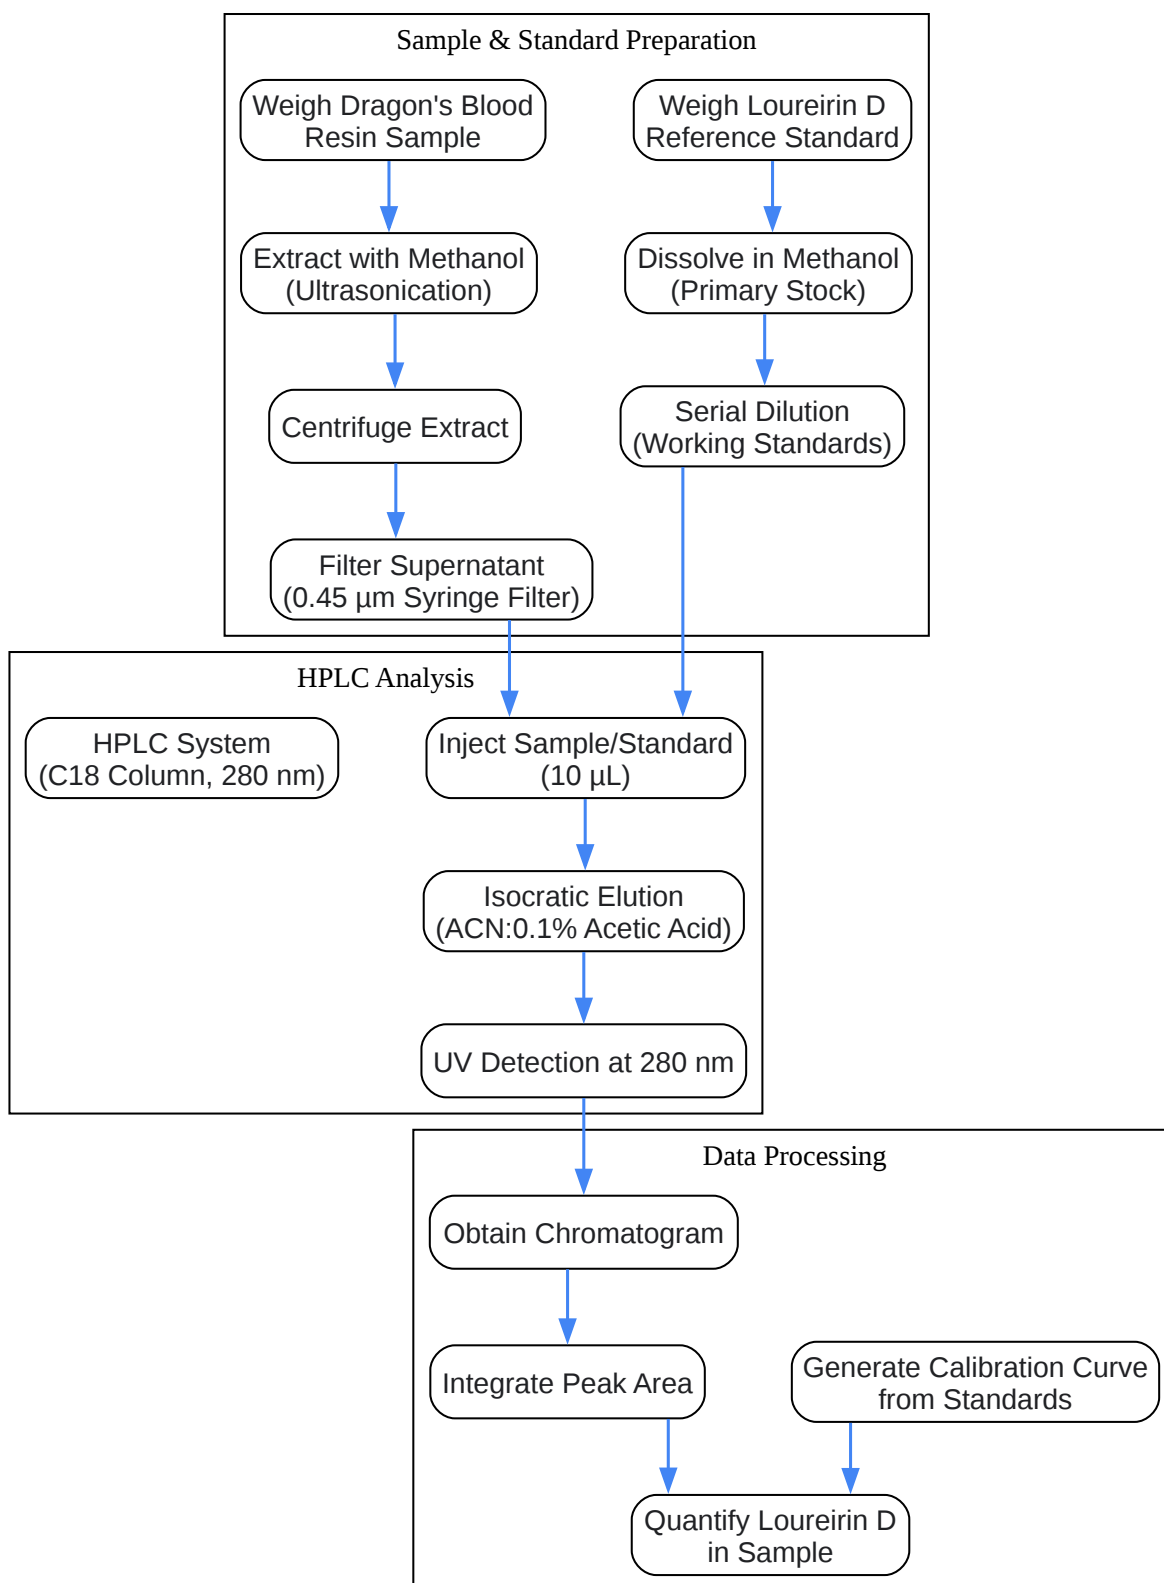 Sample & Standard Preparation
Weigh Dragon's Blood
Resin Sample
Weigh Loureirin D
Reference Standard
Extract with Methanol
(Ultrasonication)
Dissolve in Methanol
(Primary Stock)
Centrifuge Extract
Serial Dilution
(Working Standards)
Filter Supernatant
(0.45 µm Syringe Filter)
HPLC Analysis
HPLC System
(C18 Column, 280 nm)
Inject Sample/Standard
(10 µL)
Isocratic Elution
(ACN:0.1% Acetic Acid)
UV Detection at 280 nm
Data Processing
Obtain Chromatogram
Integrate Peak Area
Generate Calibration Curve
from Standards
Quantify Loureirin D
in Sample